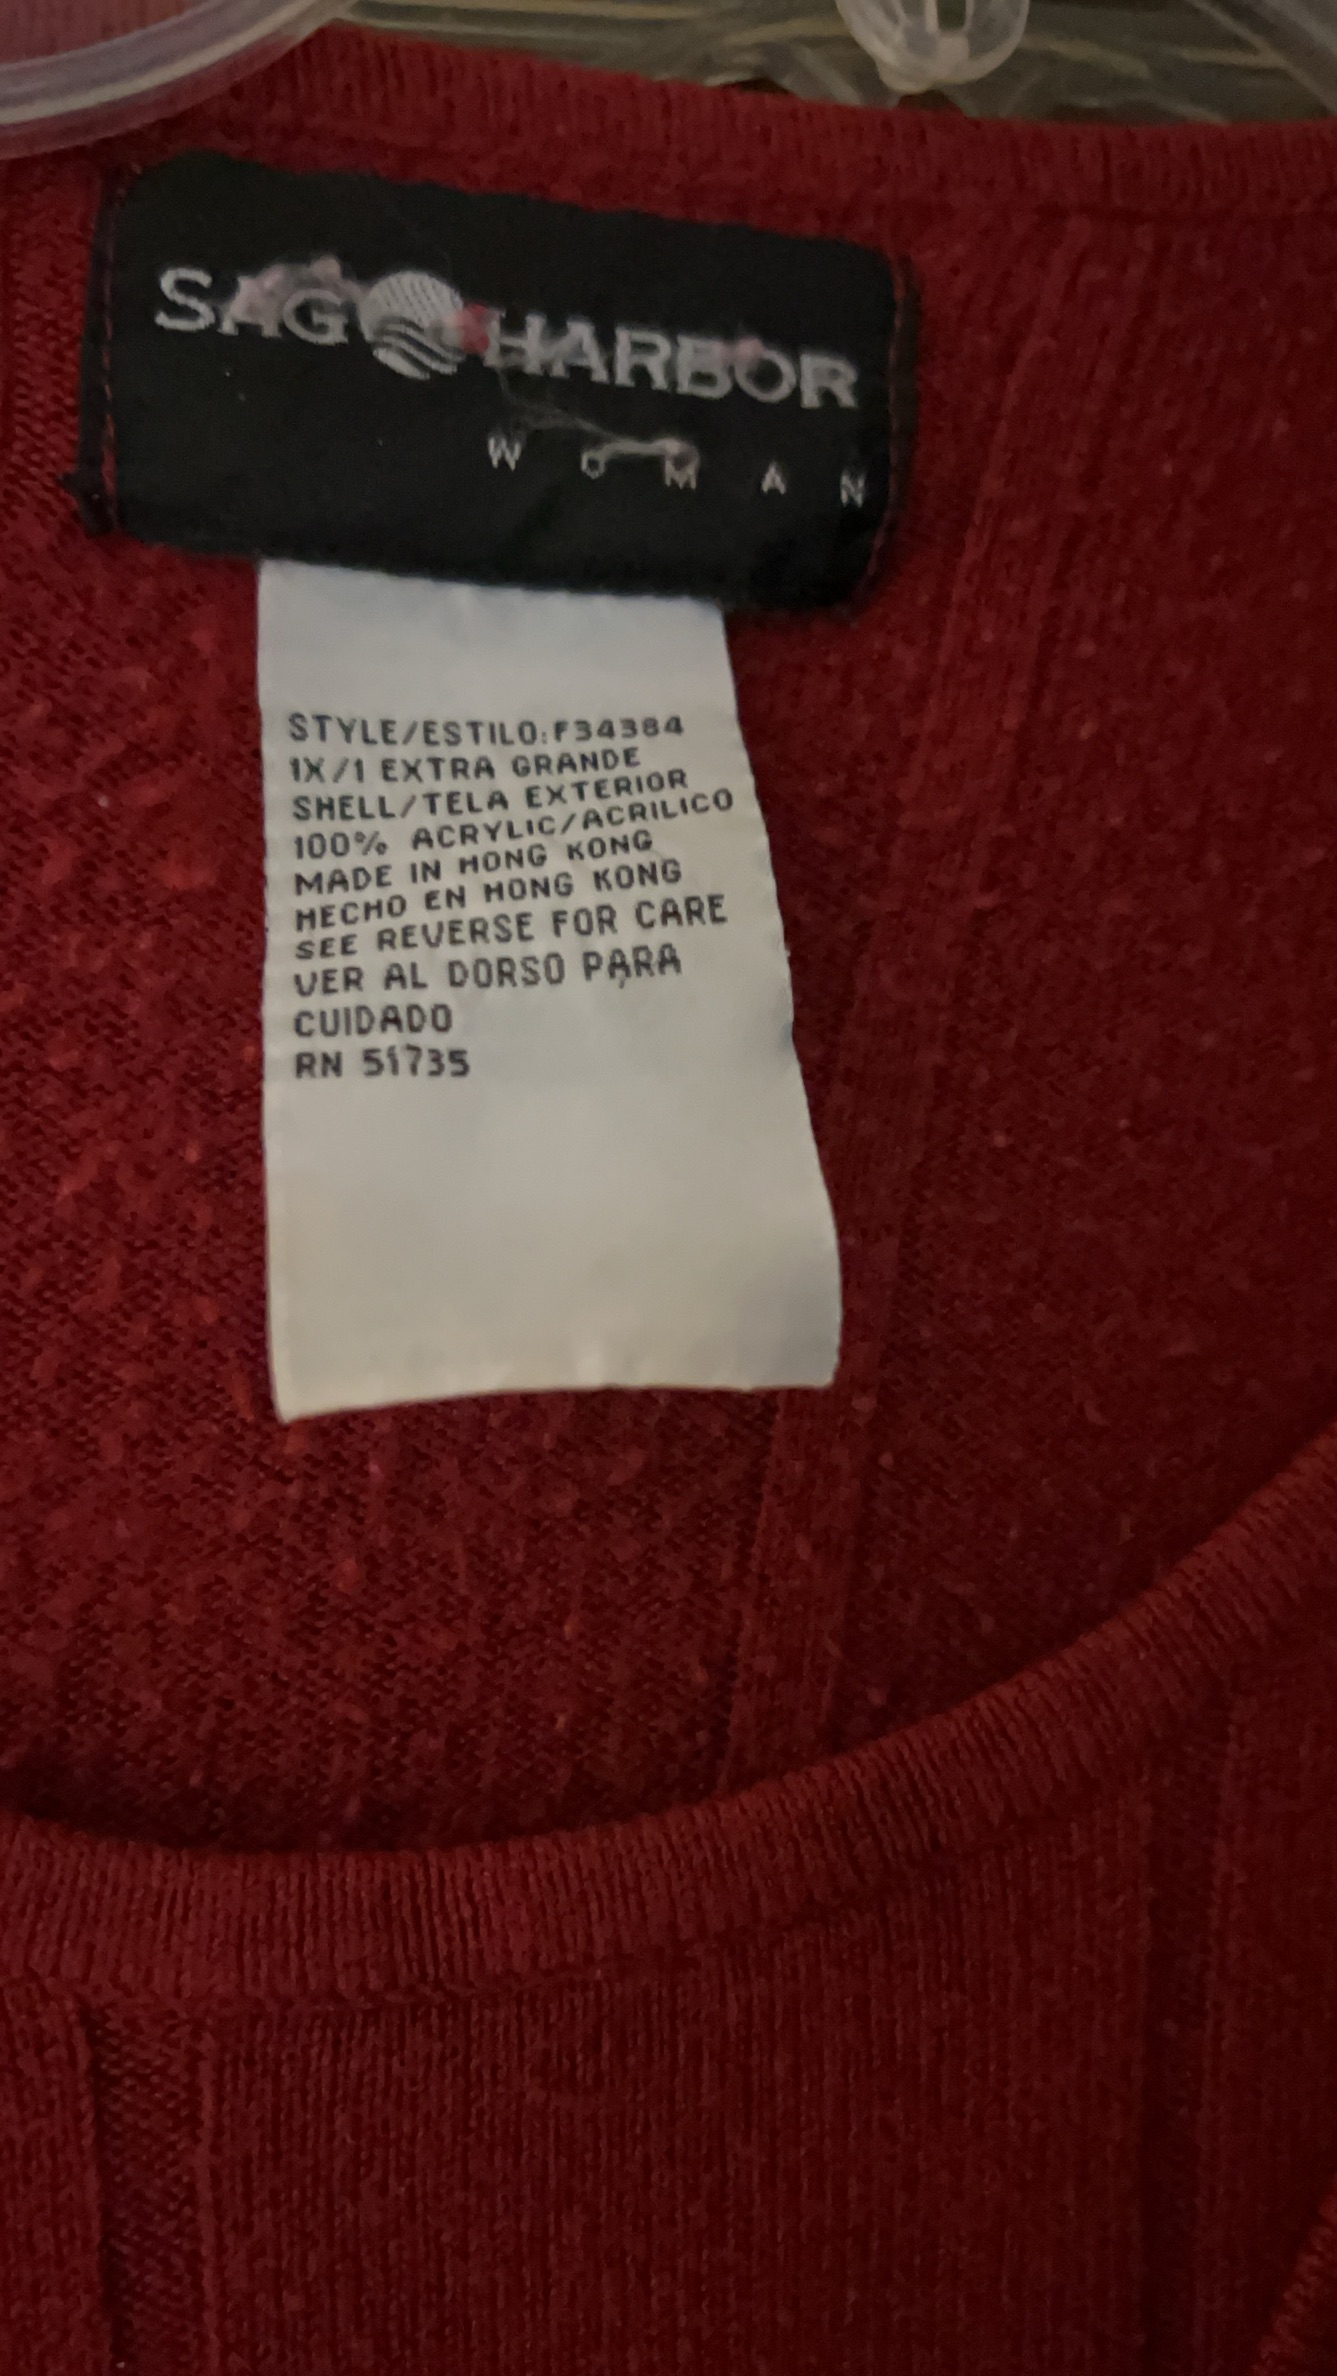 SAG HARBOR
WOMAN
STYLE/ESTILO:F34384
1X/1 EXTRA GRANDE
SHELL/TELA EXTERIOR
100% ACRYLIC/ACRILICO
MADE IN HONG KONG
HECHO EN HONG KONG
SEE REVERSE FOR CARE
VER AL DORSO PARA
CUIDADO
RN 51735